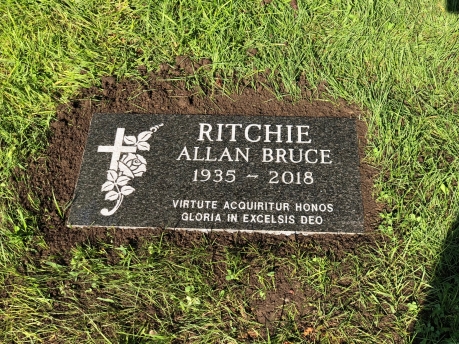 RITCHIE
ALLAN BRUCE
1935 ~ 2018
VIRTUTE ACQUIRITUR HONOS
GLORIA IN EXCELSIS DEO